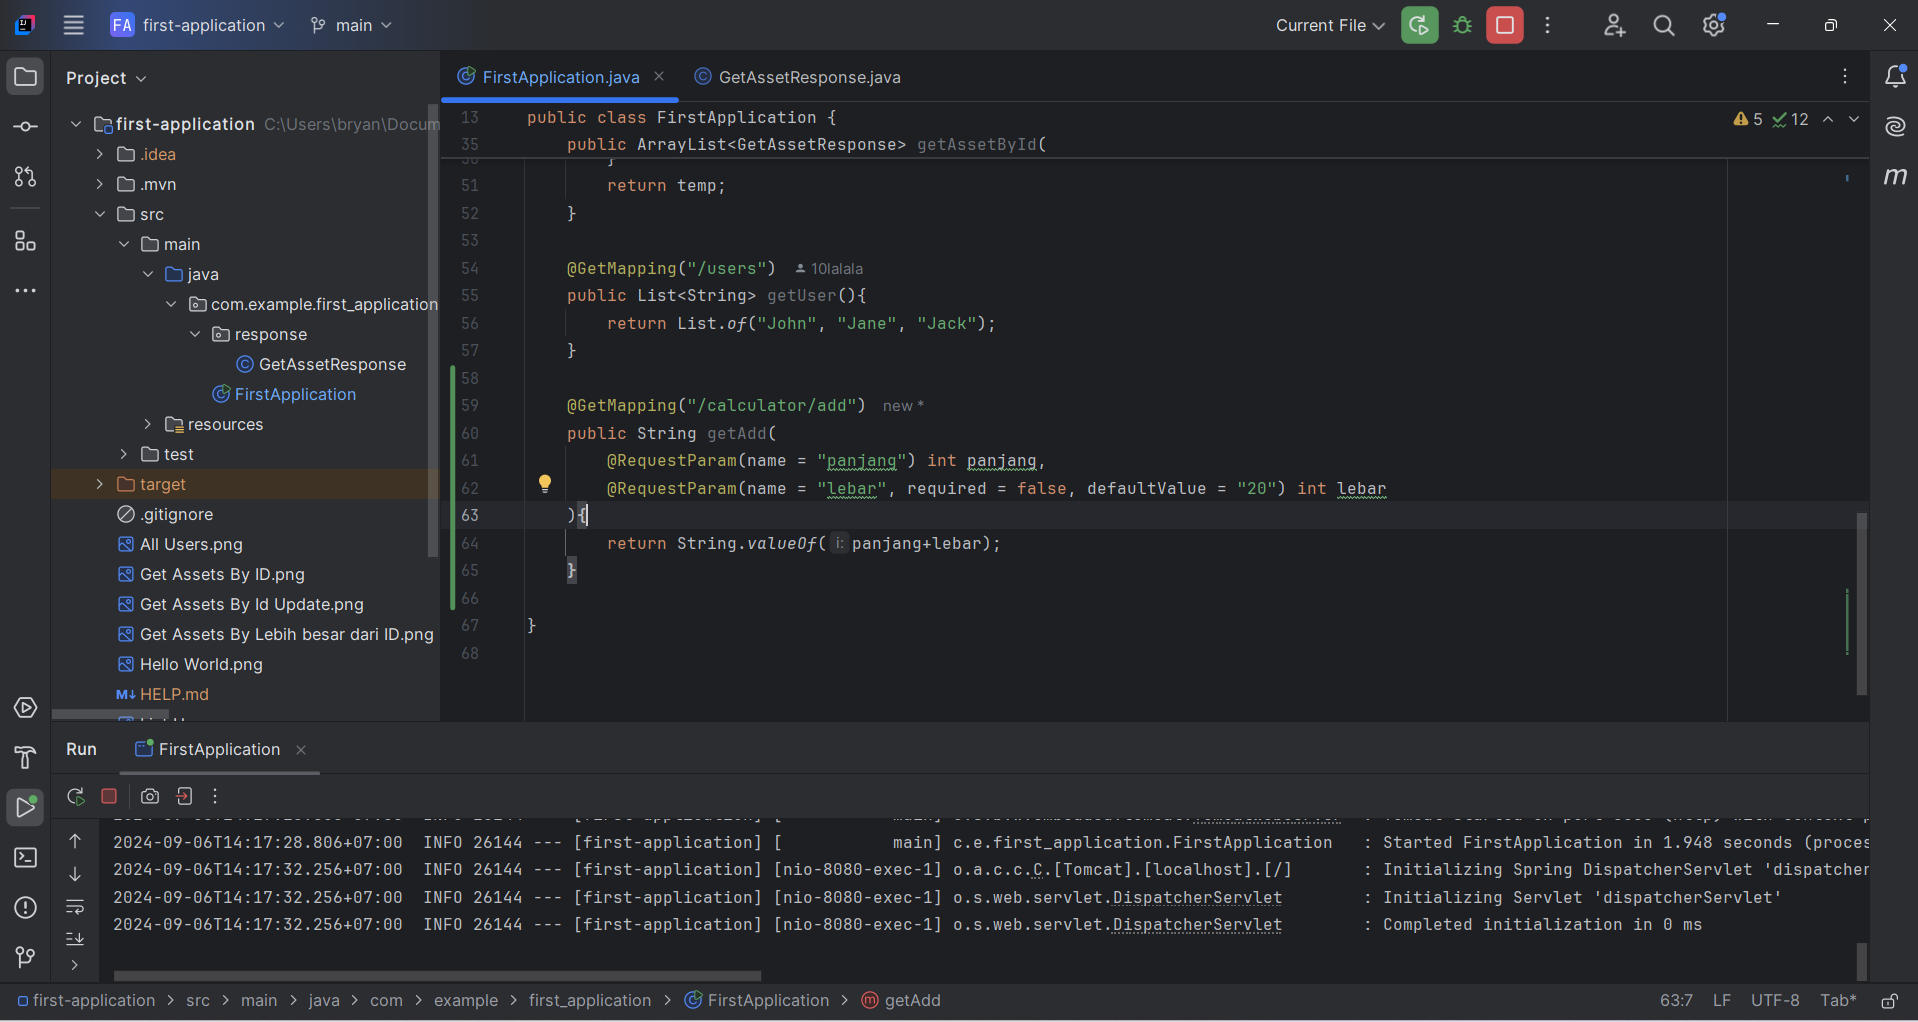 FA first-application main Current File
Project
FirstApplication.java GetAssetResponse.java
first-application C:\Users\bryan\Docum
.idea
.mvn
src
main
java
com.example.first_application
response
GetAssetResponse
FirstApplication
resources
test
target
.gitignore
All Users.png
Get Assets By ID.png
Get Assets By Id Update.png
Get Assets By Lebih besar dari ID.png
Hello World.png
M↓ HELP.md
13 public class FirstApplication { 5 12
35 public ArrayList<GetAssetResponse> getAssetById(
51 return temp;
52 }
53
54 @GetMapping("/users") 10lalala
55 public List<String> getUser(){
56 return List.of("John", "Jane", "Jack");
57 }
58
59 @GetMapping("/calculator/add") new *
60 public String getAdd(
61 @RequestParam(name = "panjang") int panjang,
62 @RequestParam(name = "lebar", required = false, defaultValue = "20") int lebar
63 ){
64 return String.valueOf( i: panjang+lebar);
65 }
66
67 }
68
m
Run FirstApplication
2024-09-06T14:17:28.806+07:00 INFO 26144 --- [first-application] [ main] c.e.first_application.FirstApplication : Started FirstApplication in 1.948 seconds (proces
2024-09-06T14:17:32.256+07:00 INFO 26144 --- [first-application] [nio-8080-exec-1] o.a.c.c.C.[Tomcat].[localhost].[/] : Initializing Spring DispatcherServlet 'dispatcher
2024-09-06T14:17:32.256+07:00 INFO 26144 --- [first-application] [nio-8080-exec-1] o.s.web.servlet.DispatcherServlet : Initializing Servlet 'dispatcherServlet'
2024-09-06T14:17:32.256+07:00 INFO 26144 --- [first-application] [nio-8080-exec-1] o.s.web.servlet.DispatcherServlet : Completed initialization in 0 ms
first-application > src > main > java > com > example > first_application > FirstApplication > getAdd 63:7 LF UTF-8 Tab*